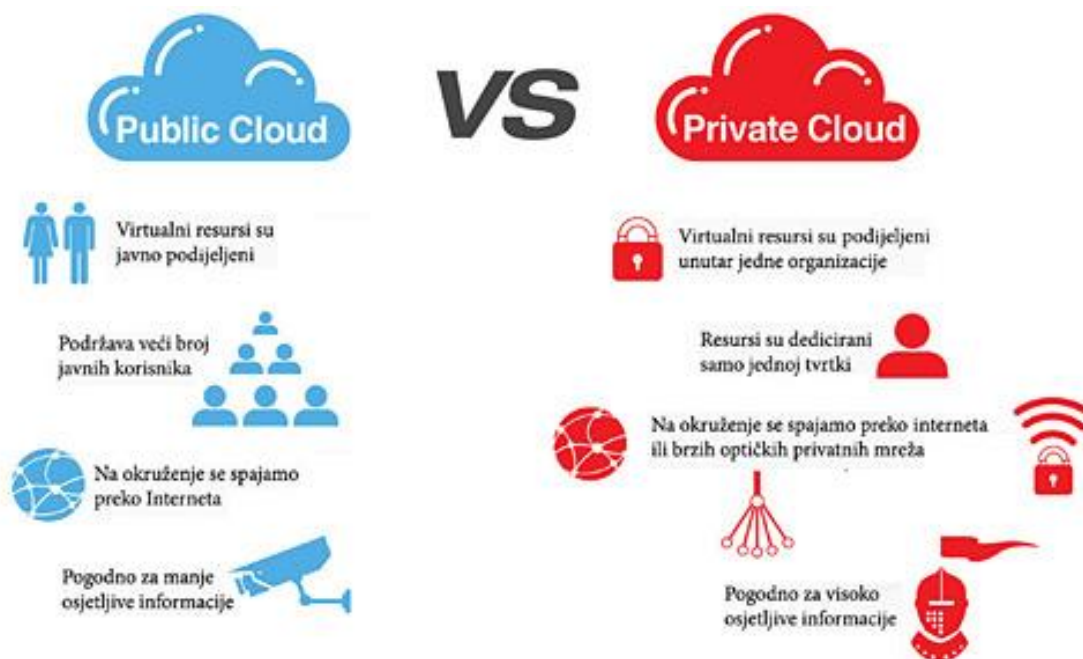 Public Cloud
VS
Private Cloud
Virtualni resursi su
javno podijeljeni
Podržava veći broj
javnih korisnika
Na okruženje se spajamo
preko Interneta
Pogodno za manje
osjetljive informacije
Virtualni resursi su podijeljeni
unutar jedne organizacije
Resursi su dedicirani
samo jednoj tvrtki
Na okruženje se spajamo preko interneta
ili brzih optičkih privatnih mreža
Pogodno za visoko
osjetljive informacije